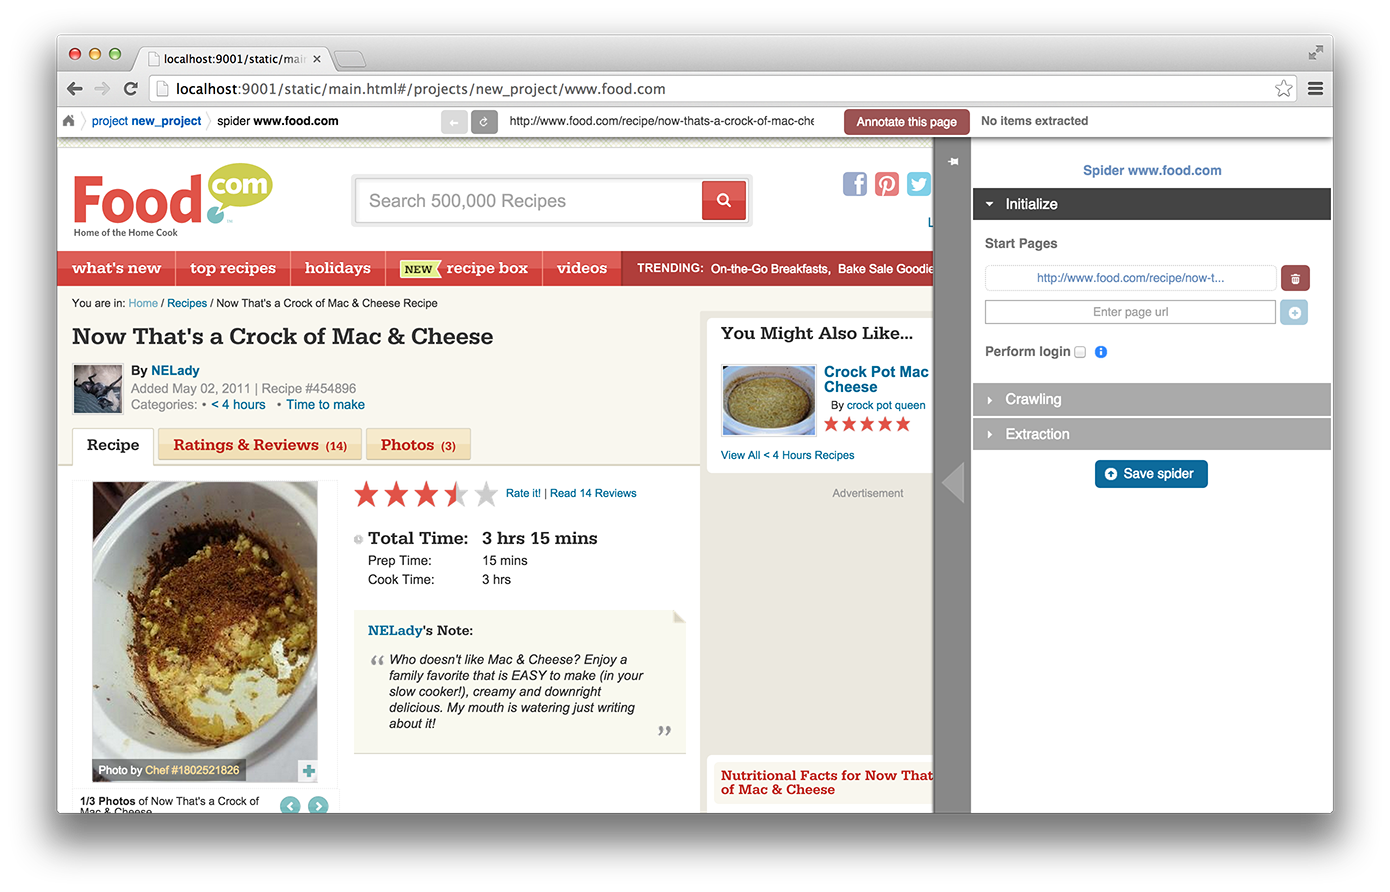 localhost:9001/static/mai
localhost:9001/static/main.html#/projects/new_project/www.food.com
project new_project
spider www.food.com
http://www.food.com/recipe/now-thats-a-crock-of-mac-che
Annotate this page
No items extracted
Food.com
Home of the Home Cook
Search 500,000 Recipes
what's new
top recipes
holidays
NEW recipe box
videos
TRENDING: On-the-Go Breakfasts, Bake Sale Goodie
You are in: Home / Recipes / Now That's a Crock of Mac & Cheese Recipe
Now That's a Crock of Mac & Cheese
By NELady
Added May 02, 2011 | Recipe #454896
Categories: • < 4 hours • Time to make
Recipe
Ratings & Reviews (14)
Photos (3)
Rate it! | Read 14 Reviews
Total Time: 3 hrs 15 mins
Prep Time: 15 mins
Cook Time: 3 hrs
NELady's Note:
“ Who doesn't like Mac & Cheese? Enjoy a
family favorite that is EASY to make (in your
slow cooker!), creamy and downright
delicious. My mouth is watering just writing
about it! ”
Photo by Chef #1802521826
1/3 Photos of Now That's a Crock of
Mac & Cheese
You Might Also Like...
Crock Pot Mac
Cheese
By crock pot queen
View All < 4 Hours Recipes
Advertisement
Nutritional Facts for Now That
of Mac & Cheese
Spider www.food.com
Initialize
Start Pages
http://www.food.com/recipe/now-t...
Enter page url
Perform login
Crawling
Extraction
Save spider